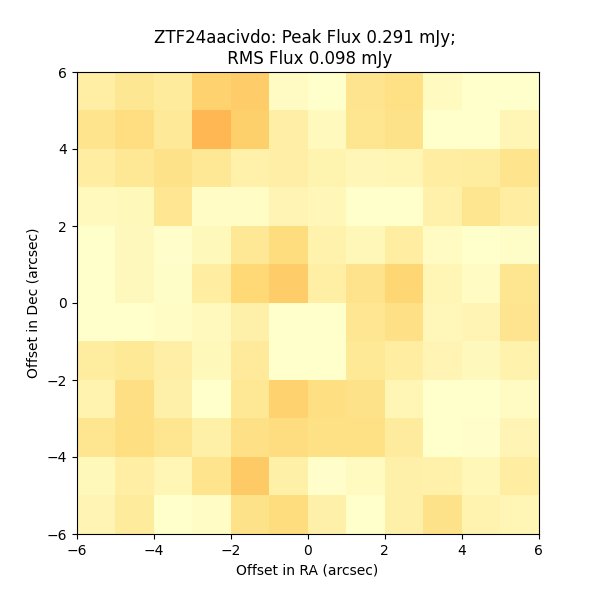 ZTF24aacivdo: Peak Flux 0.291 mJy;
RMS Flux 0.098 mJy
6
4
2
0
−2
−4
−6
Offset in Dec (arcsec)
−6 −4 −2 0 2 4 6
Offset in RA (arcsec)